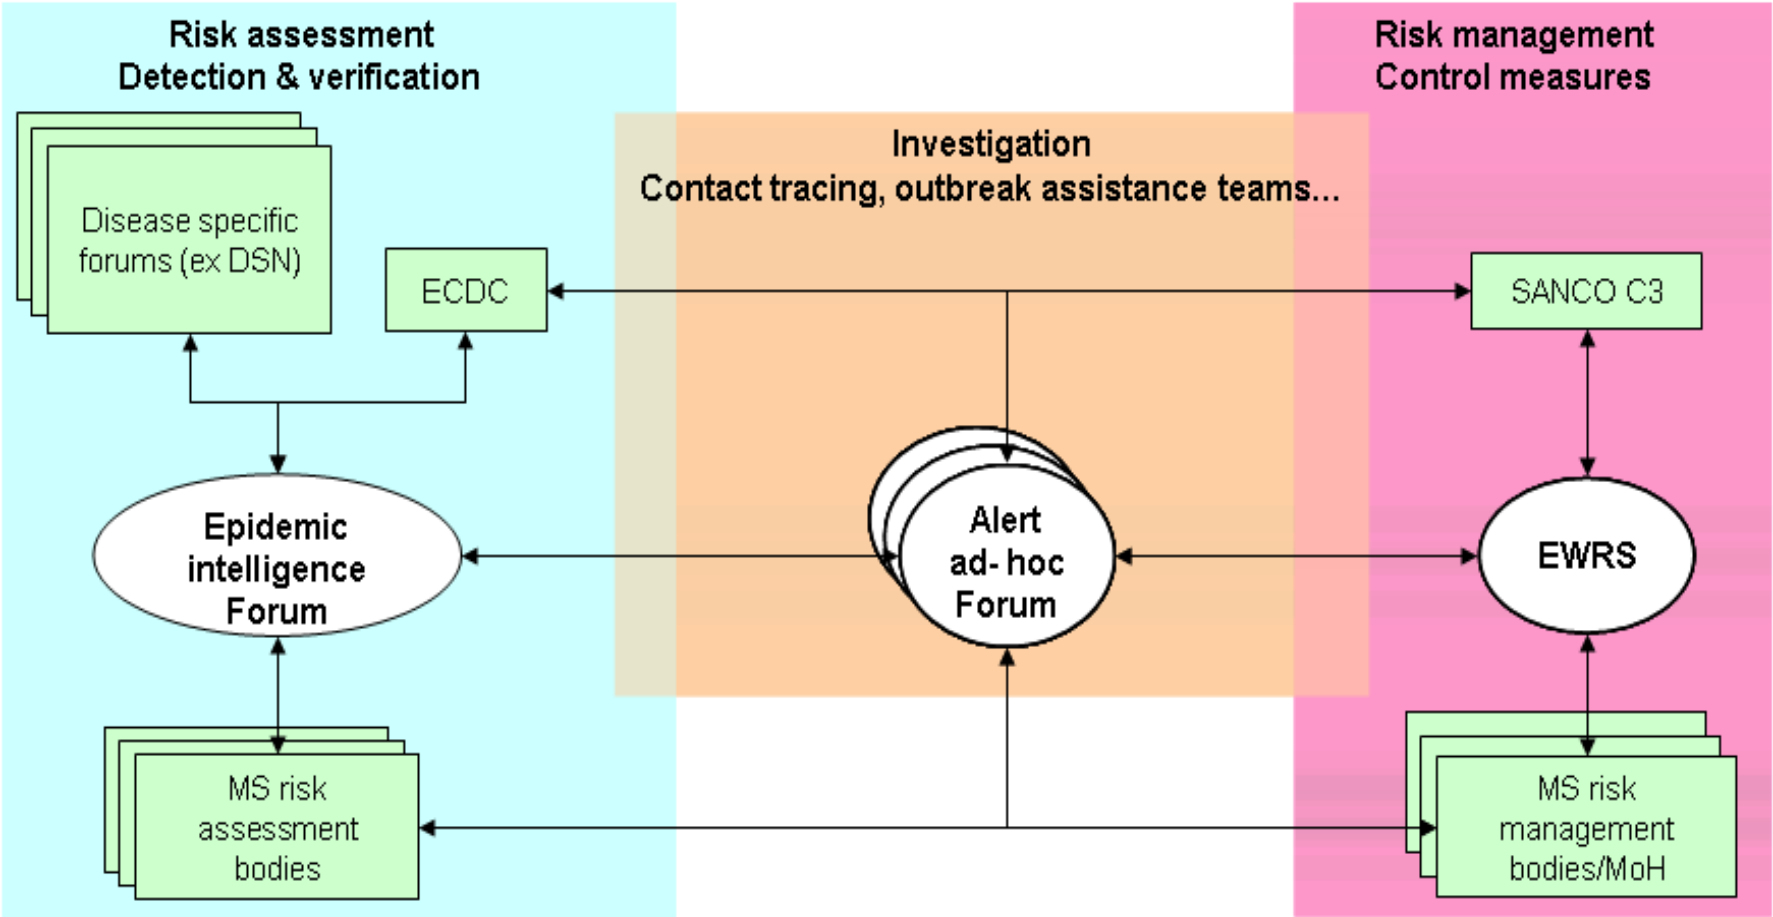 Risk assessment
Detection & verification
Risk management
Control measures
Investigation
Contact tracing, outbreak assistance teams...
Disease specific
forums (ex DSN)
ECDC
SANCO C3
Epidemic
intelligence
Forum
Alert
ad- hoc
Forum
EWRS
MS risk
assessment
bodies
MS risk
management
bodies/MoH